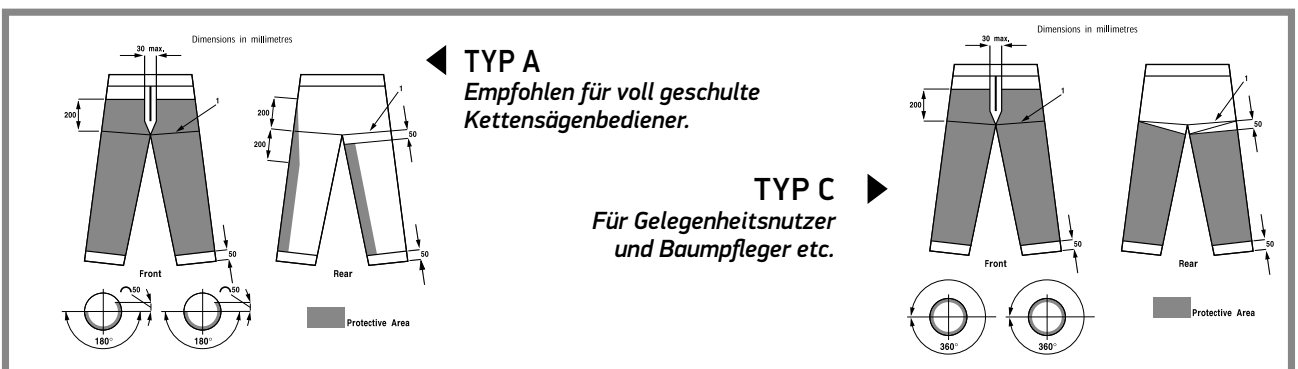 Dimensions in millimetres
30 max.
200
1
Front
50
200
200
1
50
50
Rear
50
50
180°
180°
Protective Area
TYP A
Empfohlen für voll geschulte
Kettensägenbediener.
TYP C
Für Gelegenheitsnutzer
und Baumpfleger etc.
Dimensions in millimetres
30 max.
200
1
50
Front
1
50
50
Rear
360°
360°
Protective Area